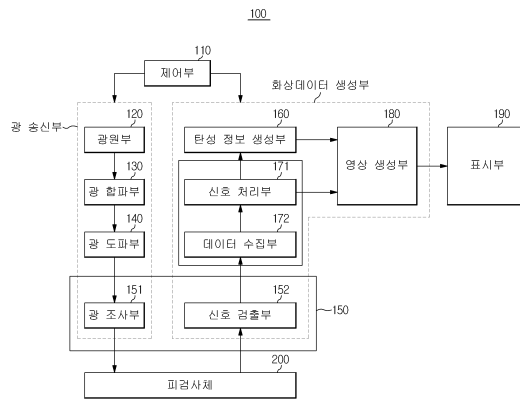 100
110
제어부
화상데이터 생성부
광 송신부
120
광원부
160
탄성 정보 생성부
180
영상 생성부
190
표시부
130
광 합파부
171
신호 처리부
140
광 도파부
172
데이터 수집부
151
광 조사부
152
신호 검출부
150
200
피검사체